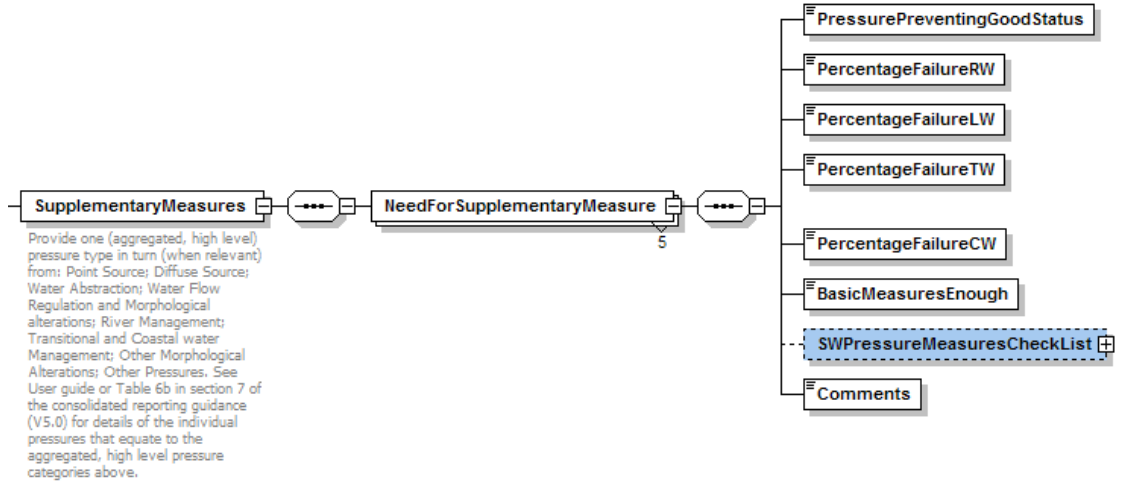 PressurePreventingGoodStatus
PercentageFailureRW
PercentageFailureLW
PercentageFailureTW
SupplementaryMeasures
NeedForSupplementaryMeasure
5
Provide one (aggregated, high level)
pressure type in turn (when relevant)
from: Point Source; Diffuse Source;
Water Abstraction; Water Flow
Regulation and Morphological
alterations; River Management;
Transitional and Coastal water
Management; Other Morphological
Alterations; Other Pressures. See
User guide or Table 6b in section 7 of
the consolidated reporting guidance
(V5.0) for details of the individual
pressures that equate to the
aggregated, high level pressure
categories above.
PercentageFailureCW
BasicMeasuresEnough
SWPressureMeasuresCheckList
Comments